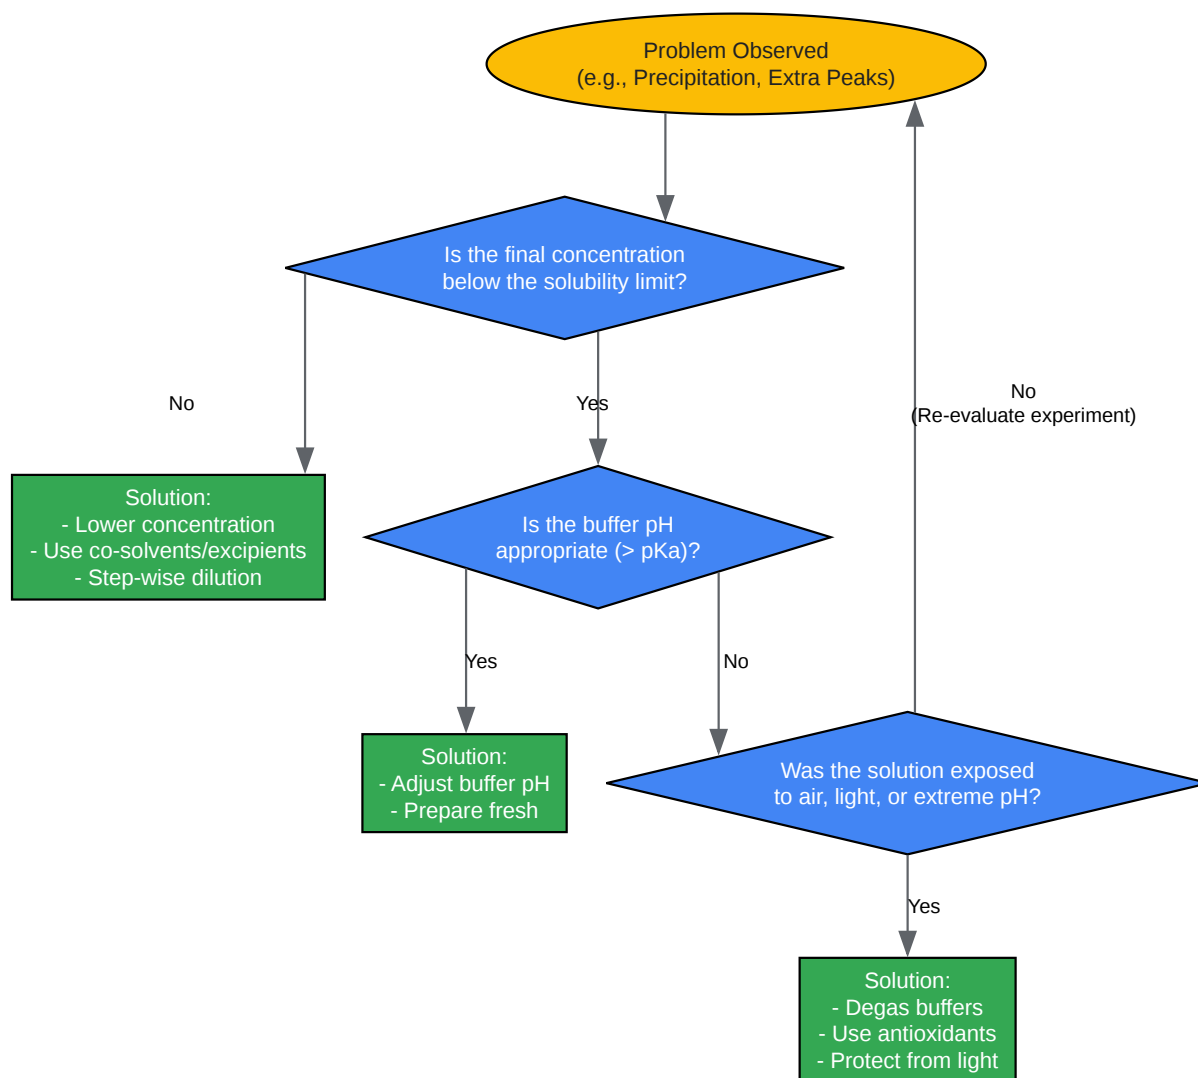 Problem Observed
(e.g., Precipitation, Extra Peaks)
Is the final concentration
below the solubility limit?
No
Yes
No
(Re-evaluate experiment)
Solution:
- Lower concentration
- Use co-solvents/excipients
- Step-wise dilution
Is the buffer pH
appropriate (> pKa)?
Yes
No
Solution:
- Adjust buffer pH
- Prepare fresh
Was the solution exposed
to air, light, or extreme pH?
Yes
Solution:
- Degas buffers
- Use antioxidants
- Protect from light